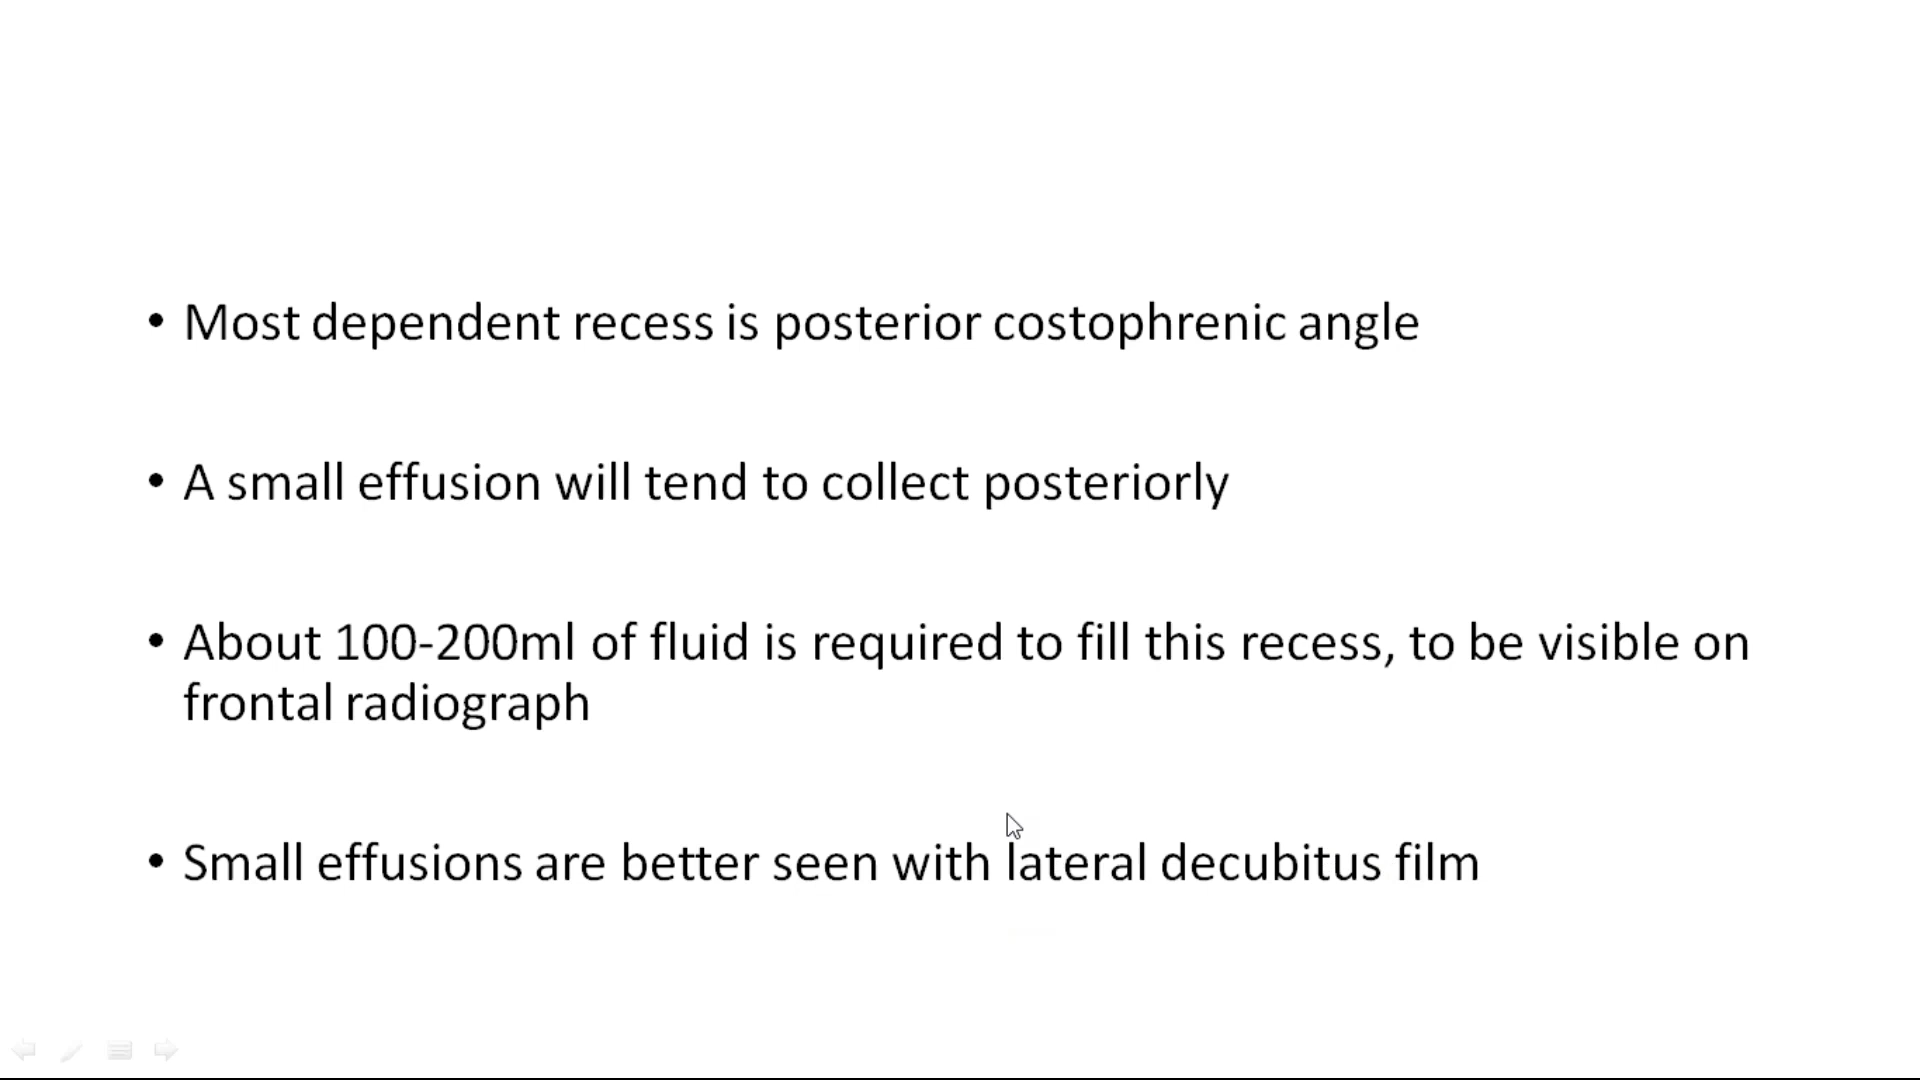 • Most dependent recess is posterior costophrenic angle
• A small effusion will tend to collect posteriorly
• About 100-200ml of fluid is required to fill this recess, to be visible on
frontal radiograph
• Small effusions are better seen with lateral decubitus film